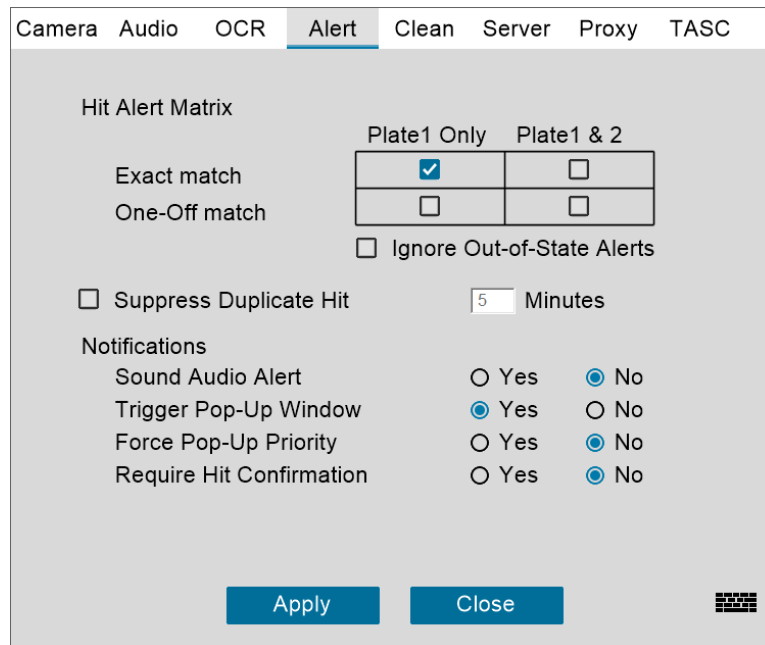 Camera Audio OCR Alert Clean Server Proxy TASC
Hit Alert Matrix
Plate1 Only Plate1 & 2
Exact match
One-Off match
Ignore Out-of-State Alerts
Suppress Duplicate Hit 5 Minutes
Notifications
Sound Audio Alert Yes No
Trigger Pop-Up Window Yes No
Force Pop-Up Priority Yes No
Require Hit Confirmation Yes No
Apply Close